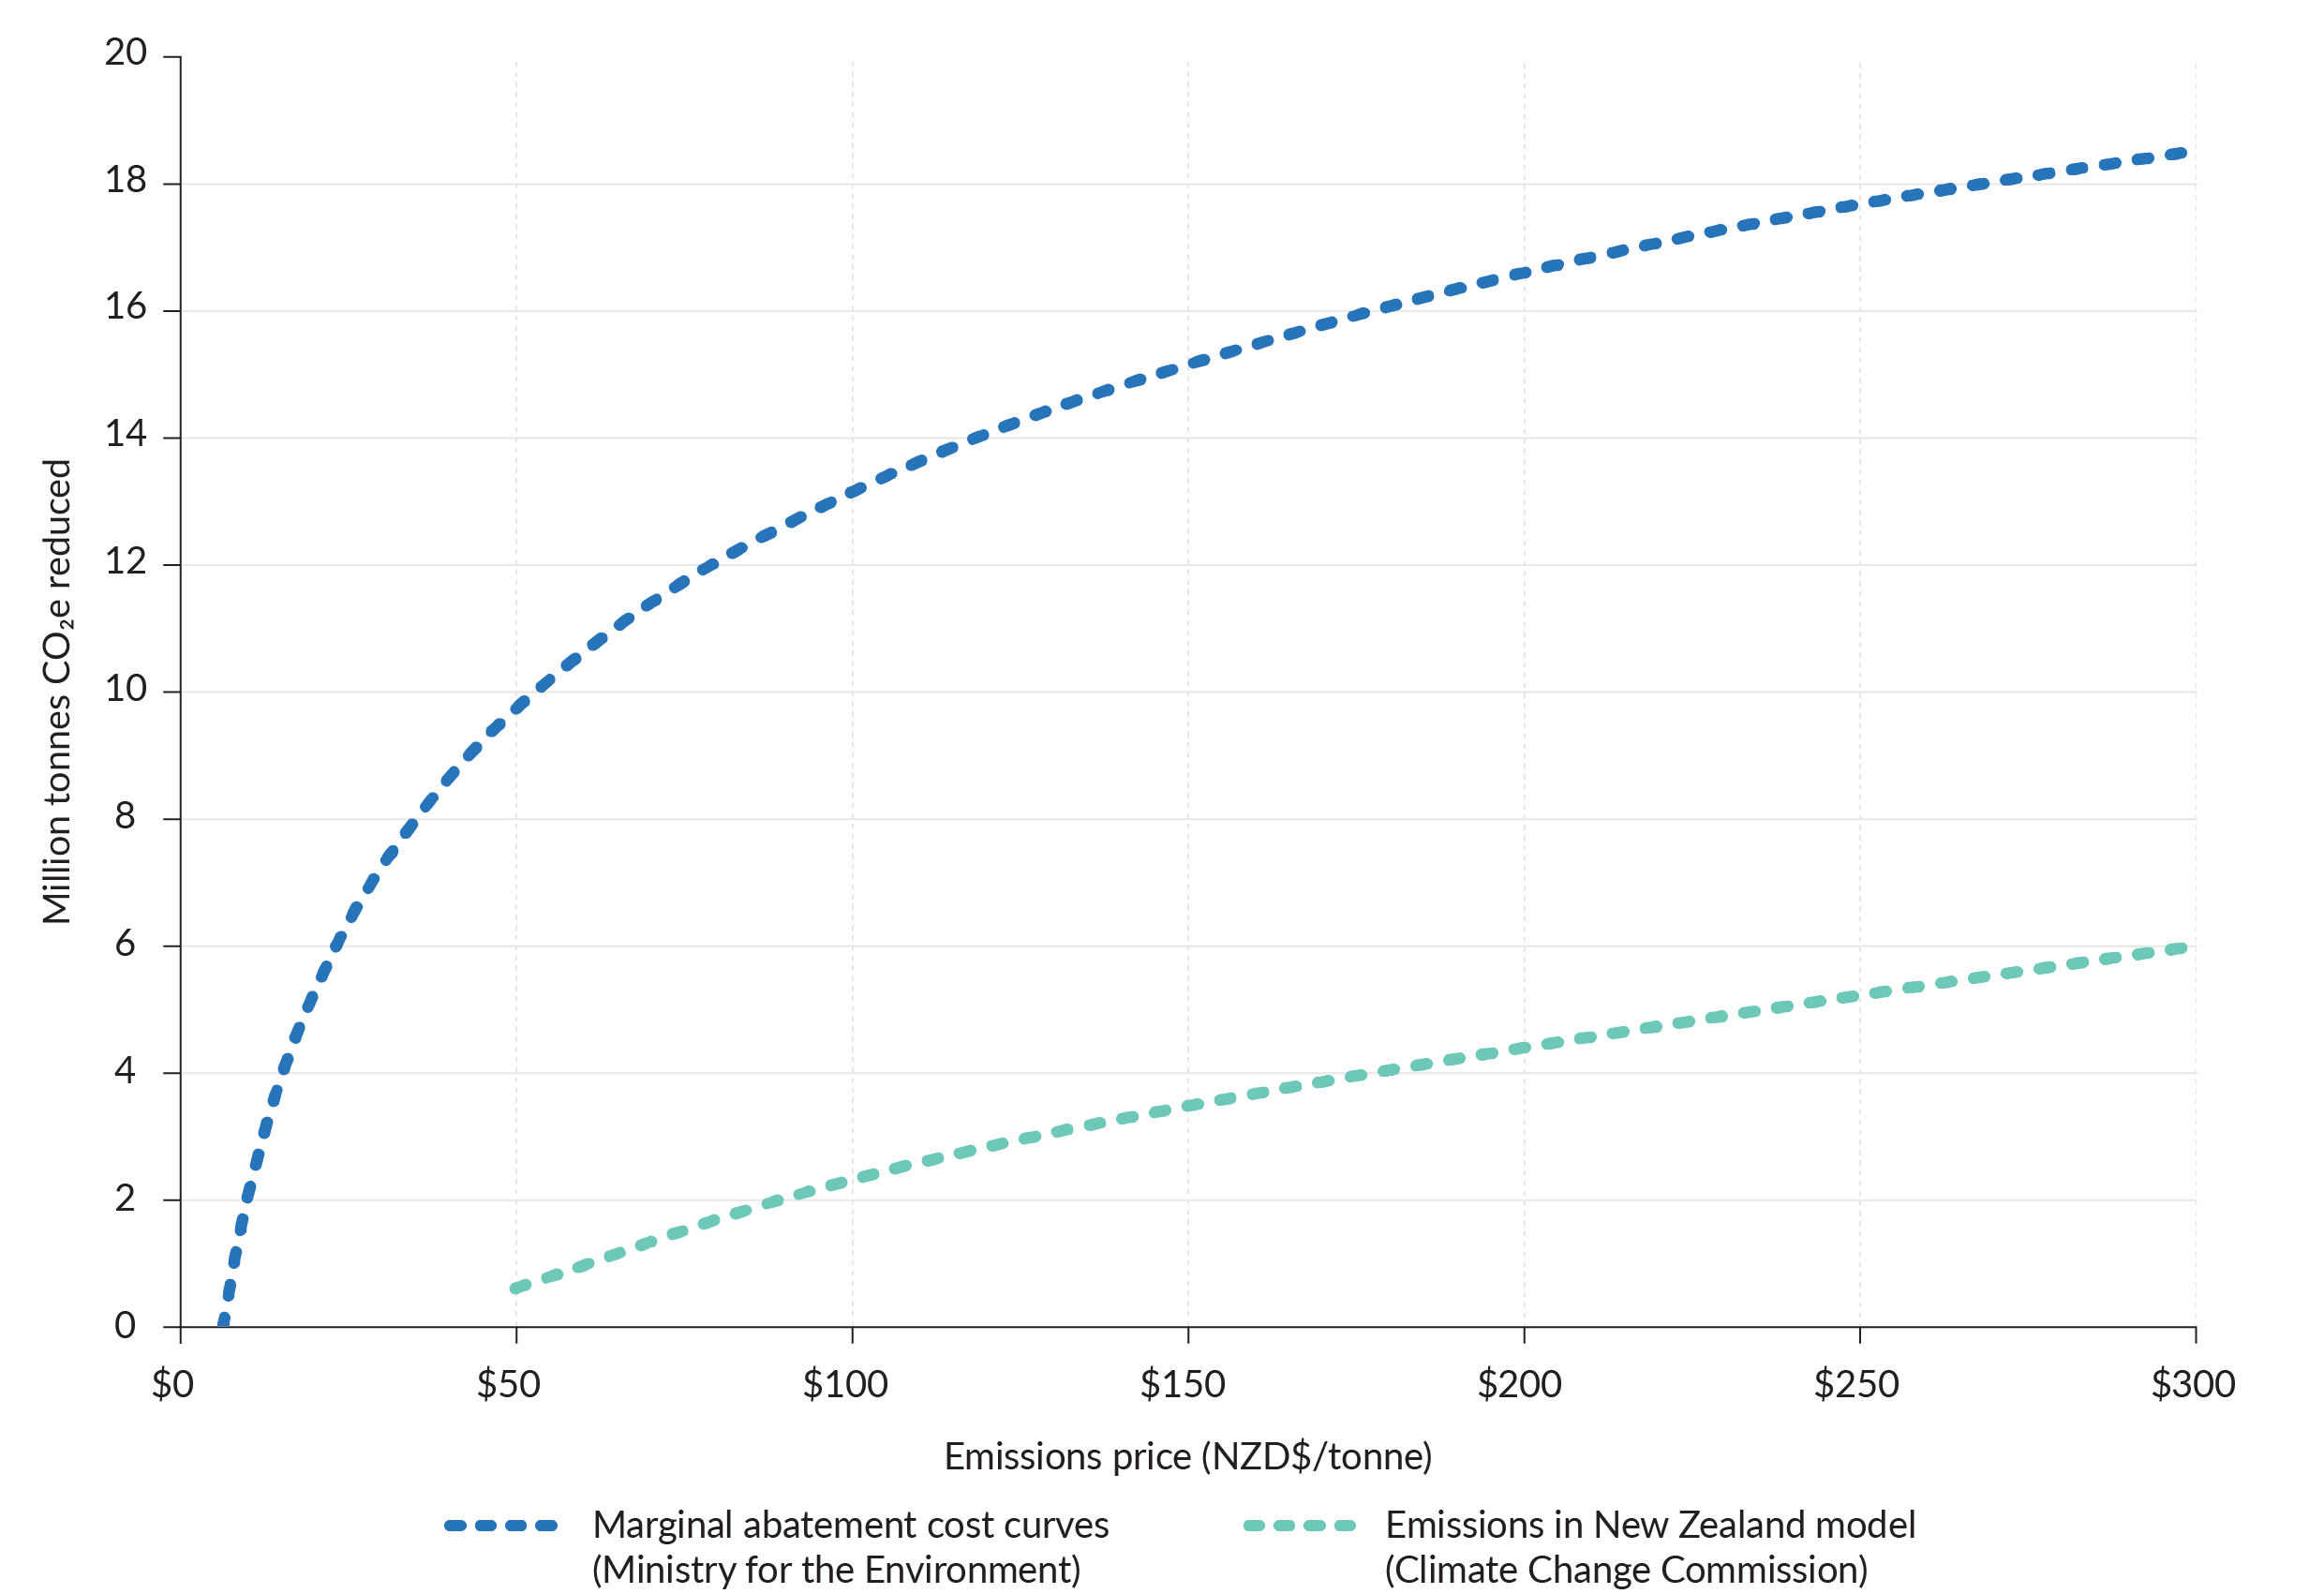 20
18
16
14
12
10
8
6
4
2
0
Million tonnes CO₂e reduced
$0 $50 $100 $150 $200 $250 $300
Emissions price (NZD$/tonne)
Marginal abatement cost curves
(Ministry for the Environment)
Emissions in New Zealand model
(Climate Change Commission)